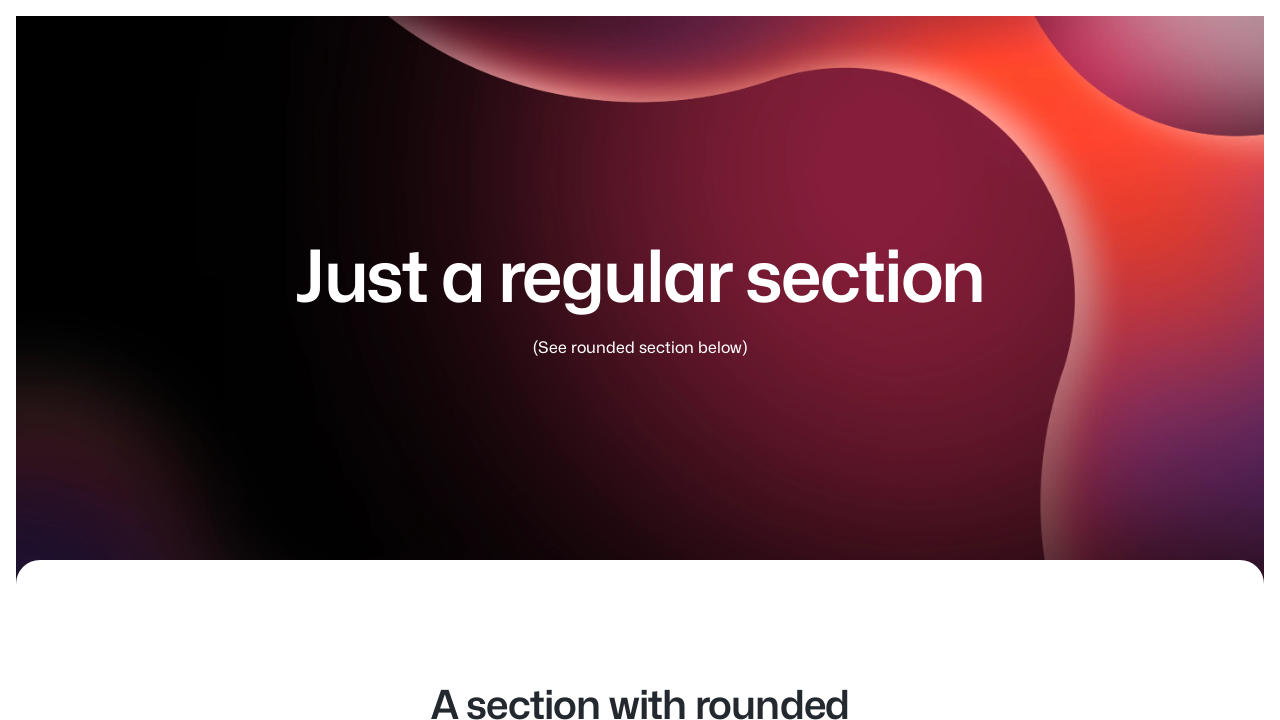 Just a regular section
(See rounded section below)
A section with rounded